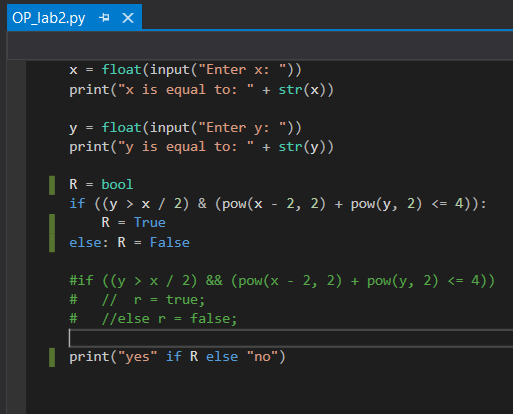 OP_lab2.py
x = float(input("Enter x: "))
print("x is equal to: " + str(x))
y = float(input("Enter y: "))
print("y is equal to: " + str(y))
R = bool
if ((y > x / 2) & (pow(x - 2, 2) + pow(y, 2) <= 4)):
    R = True
else: R = False
#if ((y > x / 2) && (pow(x - 2, 2) + pow(y, 2) <= 4))
#   //  r = true;
#   //else r = false;
print("yes" if R else "no")